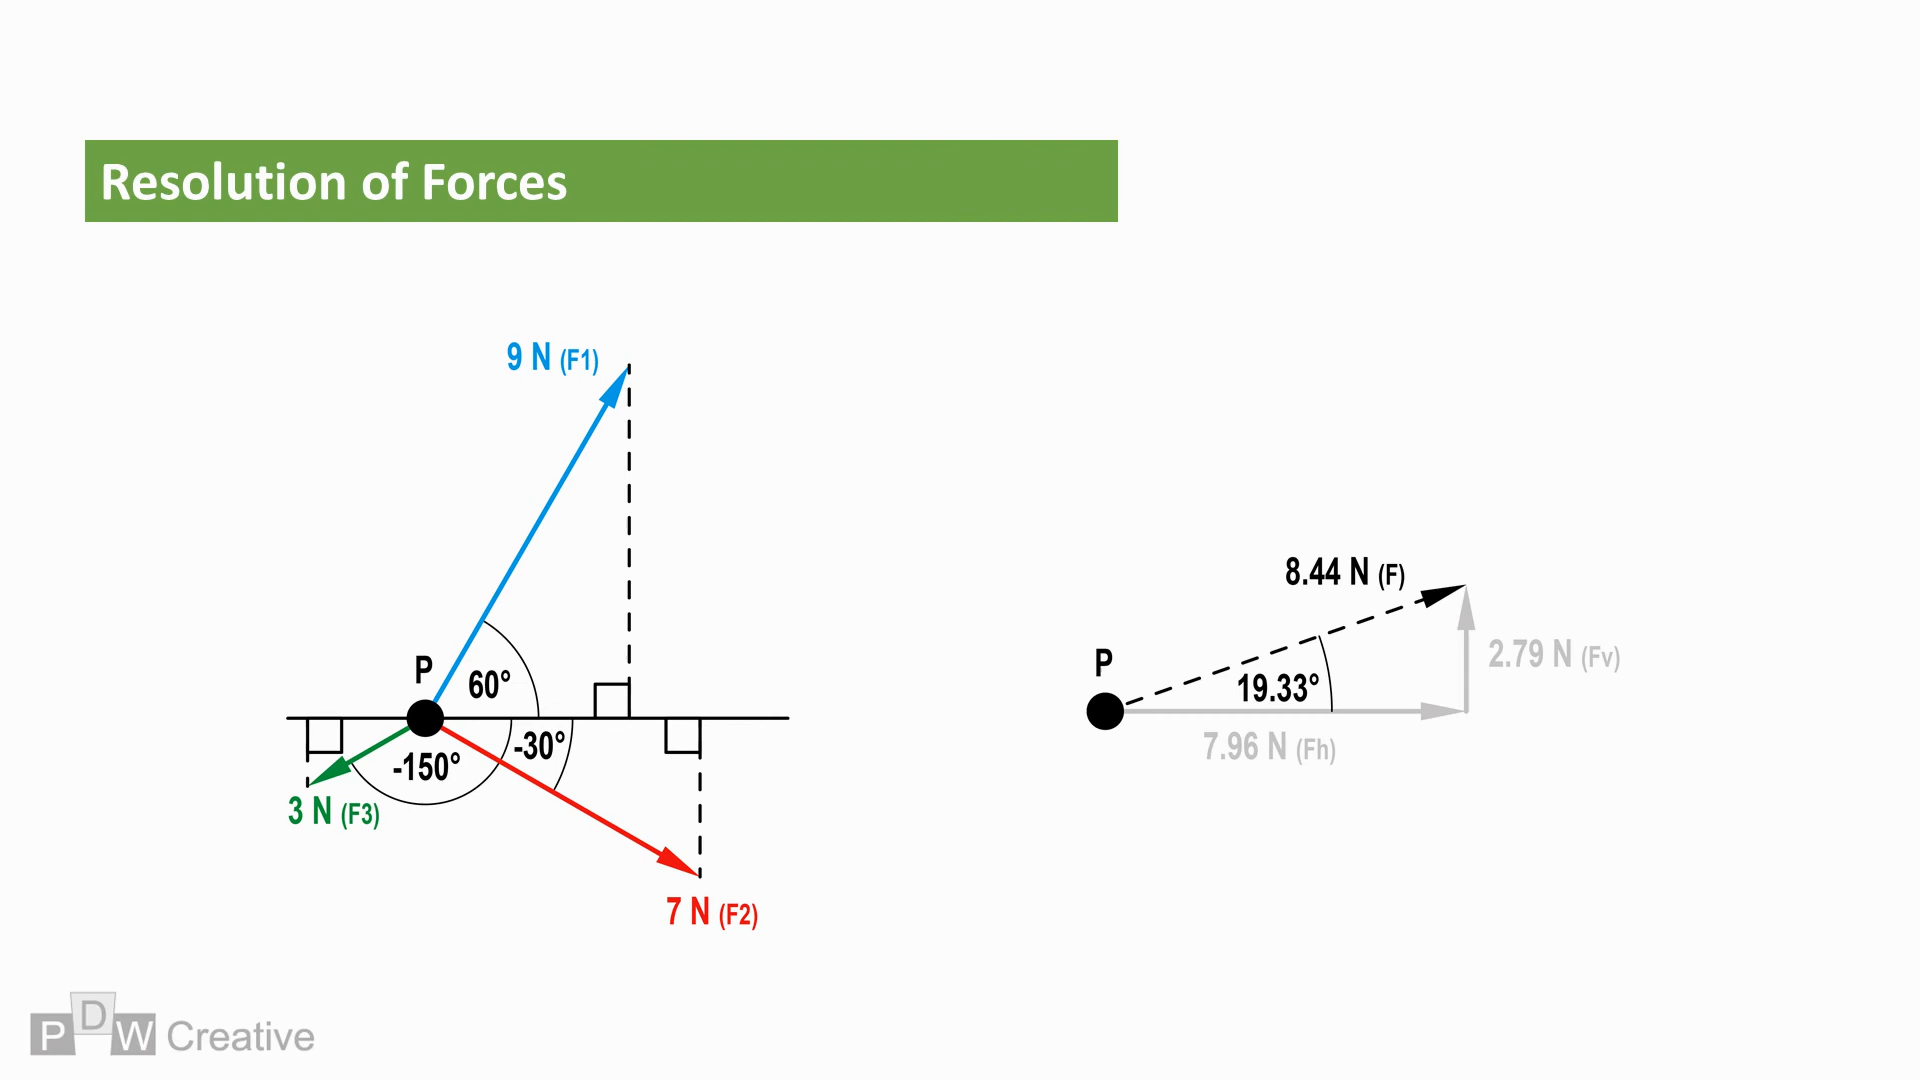 Resolution of Forces
9 N (F1)
8.44 N (F)
P
60°
P
19.33°
2.79 N (Fv)
-30°
-150°
7.96 N (Fh)
3 N (F3)
7 N (F2)
PDW Creative